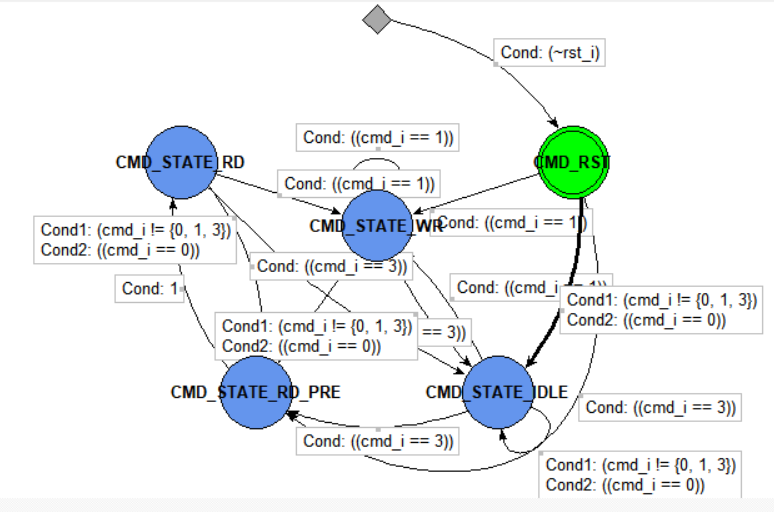 Cond: (~rst_i)
Cond: ((cmd_i == 1))
CMD_STATE_RD
CMD_RST
Cond: ((cmd_i == 1))
CMD_STATE_WR
Cond: ((cmd_i == 1)
Cond1: (cmd_i != {0, 1, 3})
Cond2: ((cmd_i == 0))
Cond: ((cmd_i == 3))
Cond: 1
Cond: ((cmd_i == 1))
Cond1: (cmd_i != {0, 1, 3})
Cond2: ((cmd_i == 0))
Cond1: (cmd_i != {0, 1, 3})
Cond2: ((cmd_i == 0))
== 3))
CMD_STATE_RD_PRE
CMD_STATE_IDLE
Cond: ((cmd_i == 3))
Cond: ((cmd_i == 3))
Cond1: (cmd_i != {0, 1, 3})
Cond2: ((cmd_i == 0))